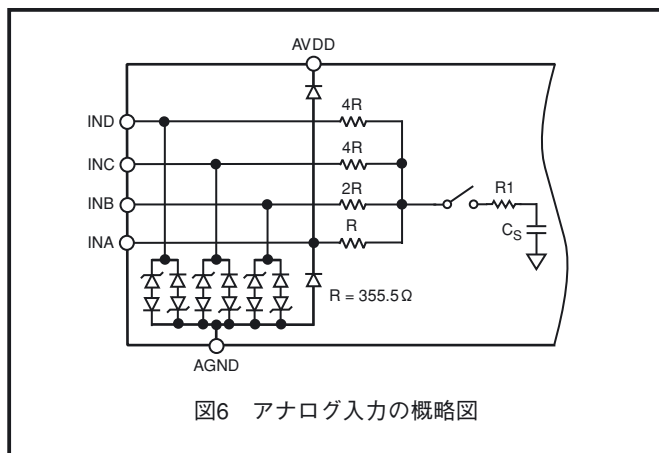 AVDD
IND
4R
INC
4R
INB
2R
R1
INA
R
CS
R = 355.5Ω
AGND
図6 アナログ入力の概略図